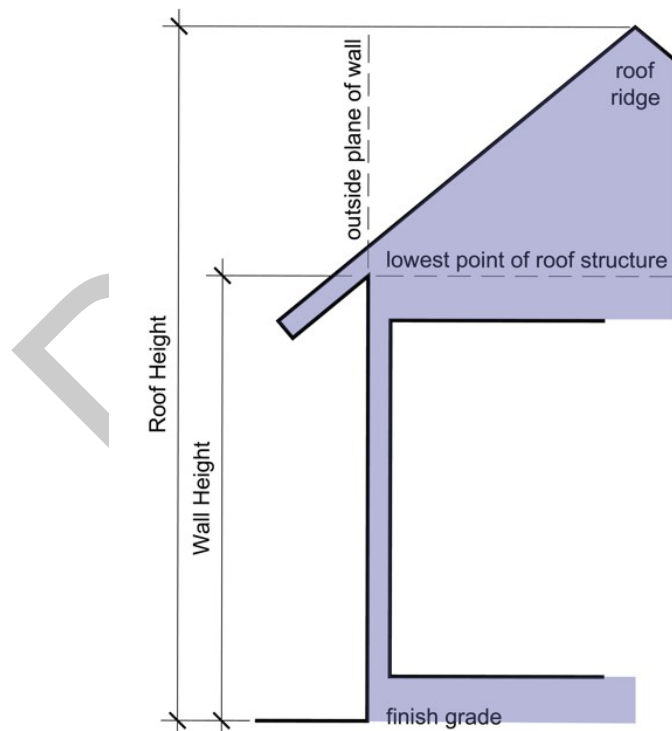 outside plane of wall
roof
ridge
lowest point of roof structure
Roof Height
Wall Height
finish grade